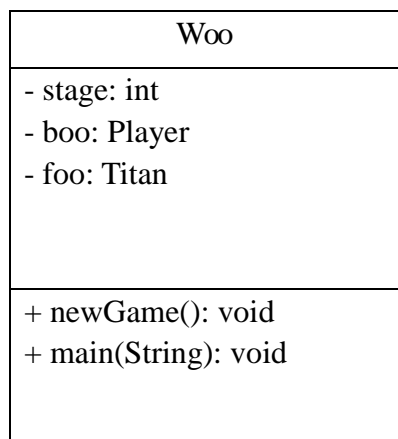 Woo
- stage: int
- boo: Player
- foo: Titan
+ newGame(): void
+ main(String): void